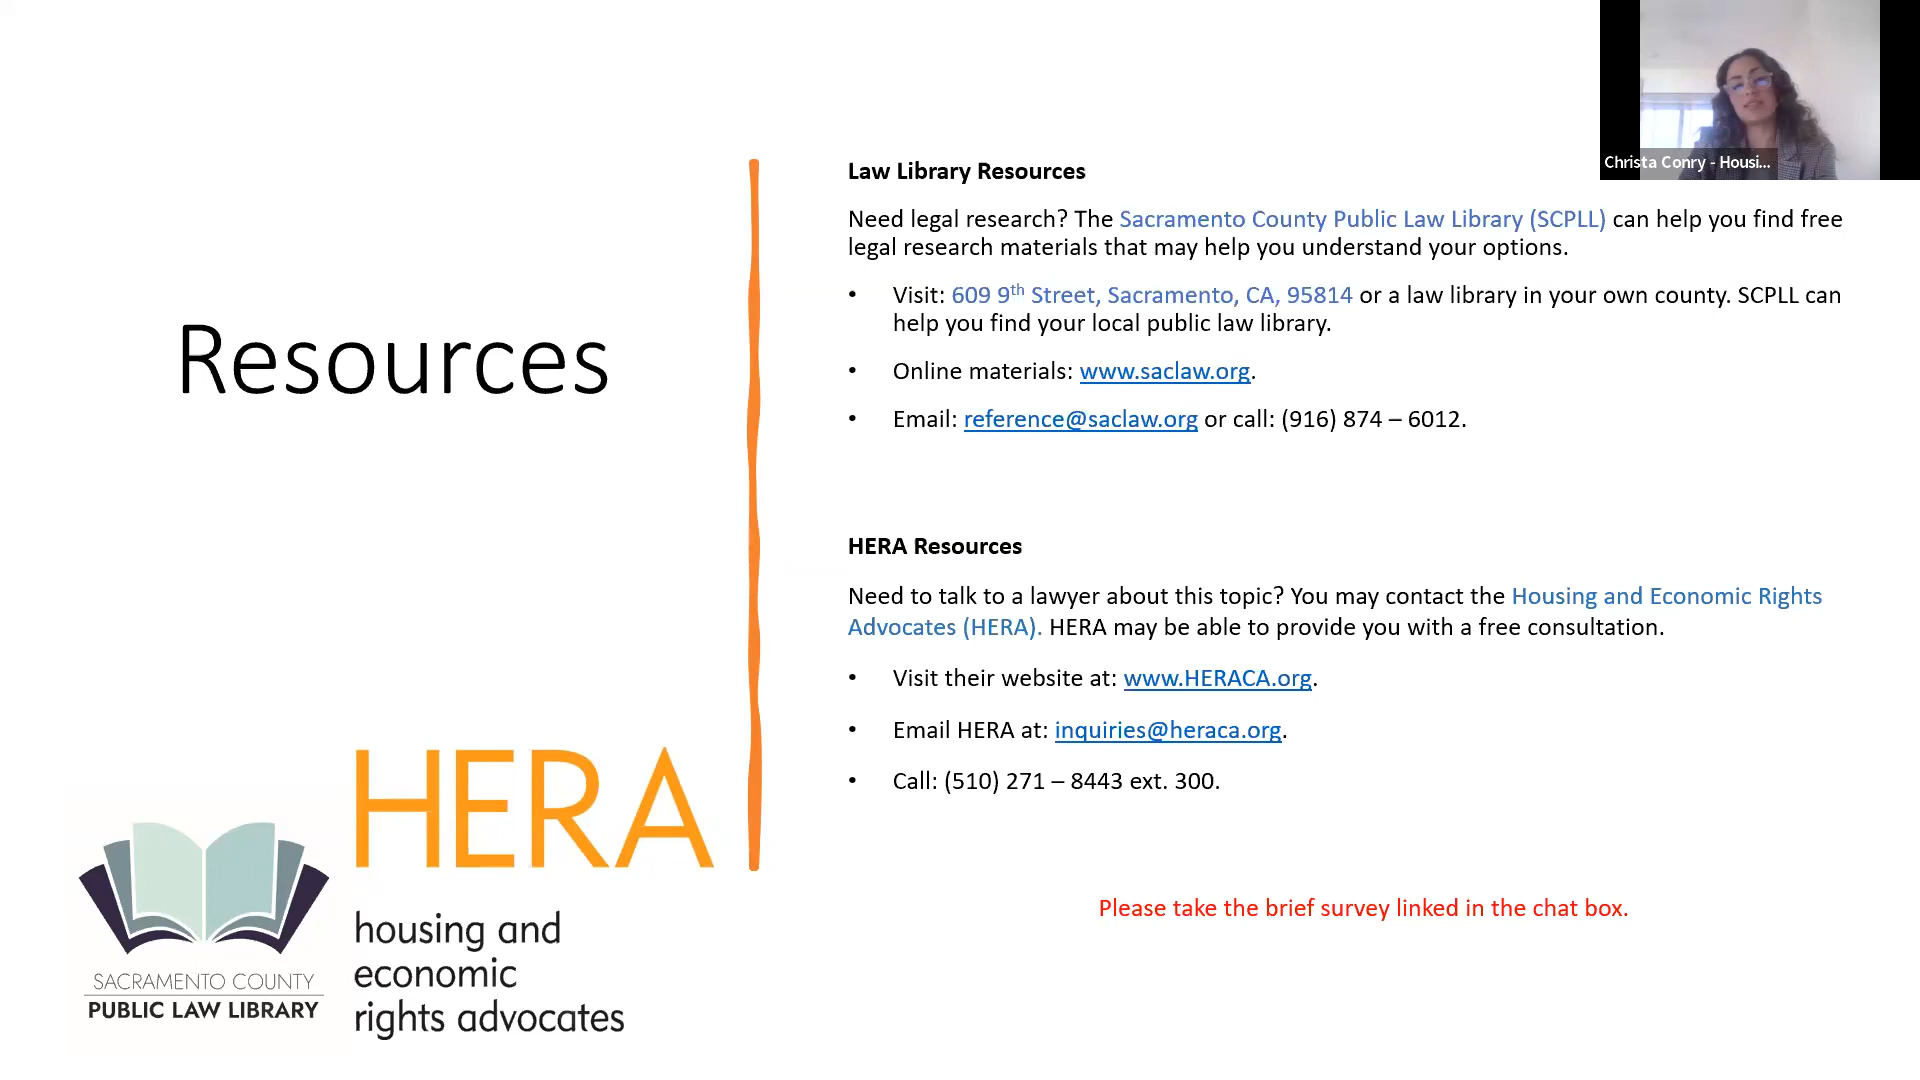 Christa Conry - Housi...
Resources
Law Library Resources
Need legal research? The Sacramento County Public Law Library (SCPLL) can help you find free
legal research materials that may help you understand your options.
• Visit: 609 9th Street, Sacramento, CA, 95814 or a law library in your own county. SCPLL can
help you find your local public law library.
• Online materials: www.saclaw.org.
• Email: reference@saclaw.org or call: (916) 874 – 6012.
HERA Resources
Need to talk to a lawyer about this topic? You may contact the Housing and Economic Rights
Advocates (HERA). HERA may be able to provide you with a free consultation.
• Visit their website at: www.HERACA.org.
• Email HERA at: inquiries@heraca.org.
• Call: (510) 271 – 8443 ext. 300.
Please take the brief survey linked in the chat box.
SACRAMENTO COUNTY
PUBLIC LAW LIBRARY
HERA
housing and
economic
rights advocates